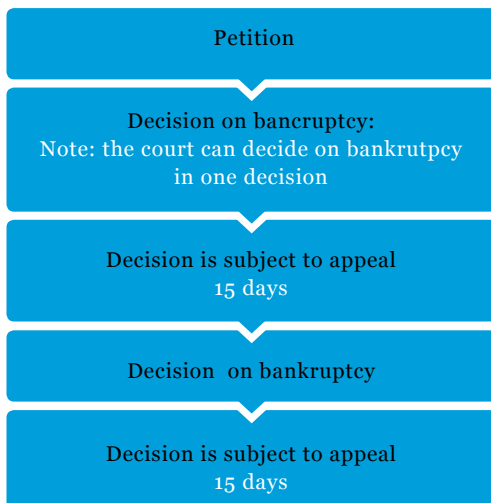 Petition
Decision on bancruptcy:
Note: the court can decide on bankrutpcy
in one decision
Decision is subject to appeal
15 days
Decision  on bankruptcy
Decision is subject to appeal
15 days